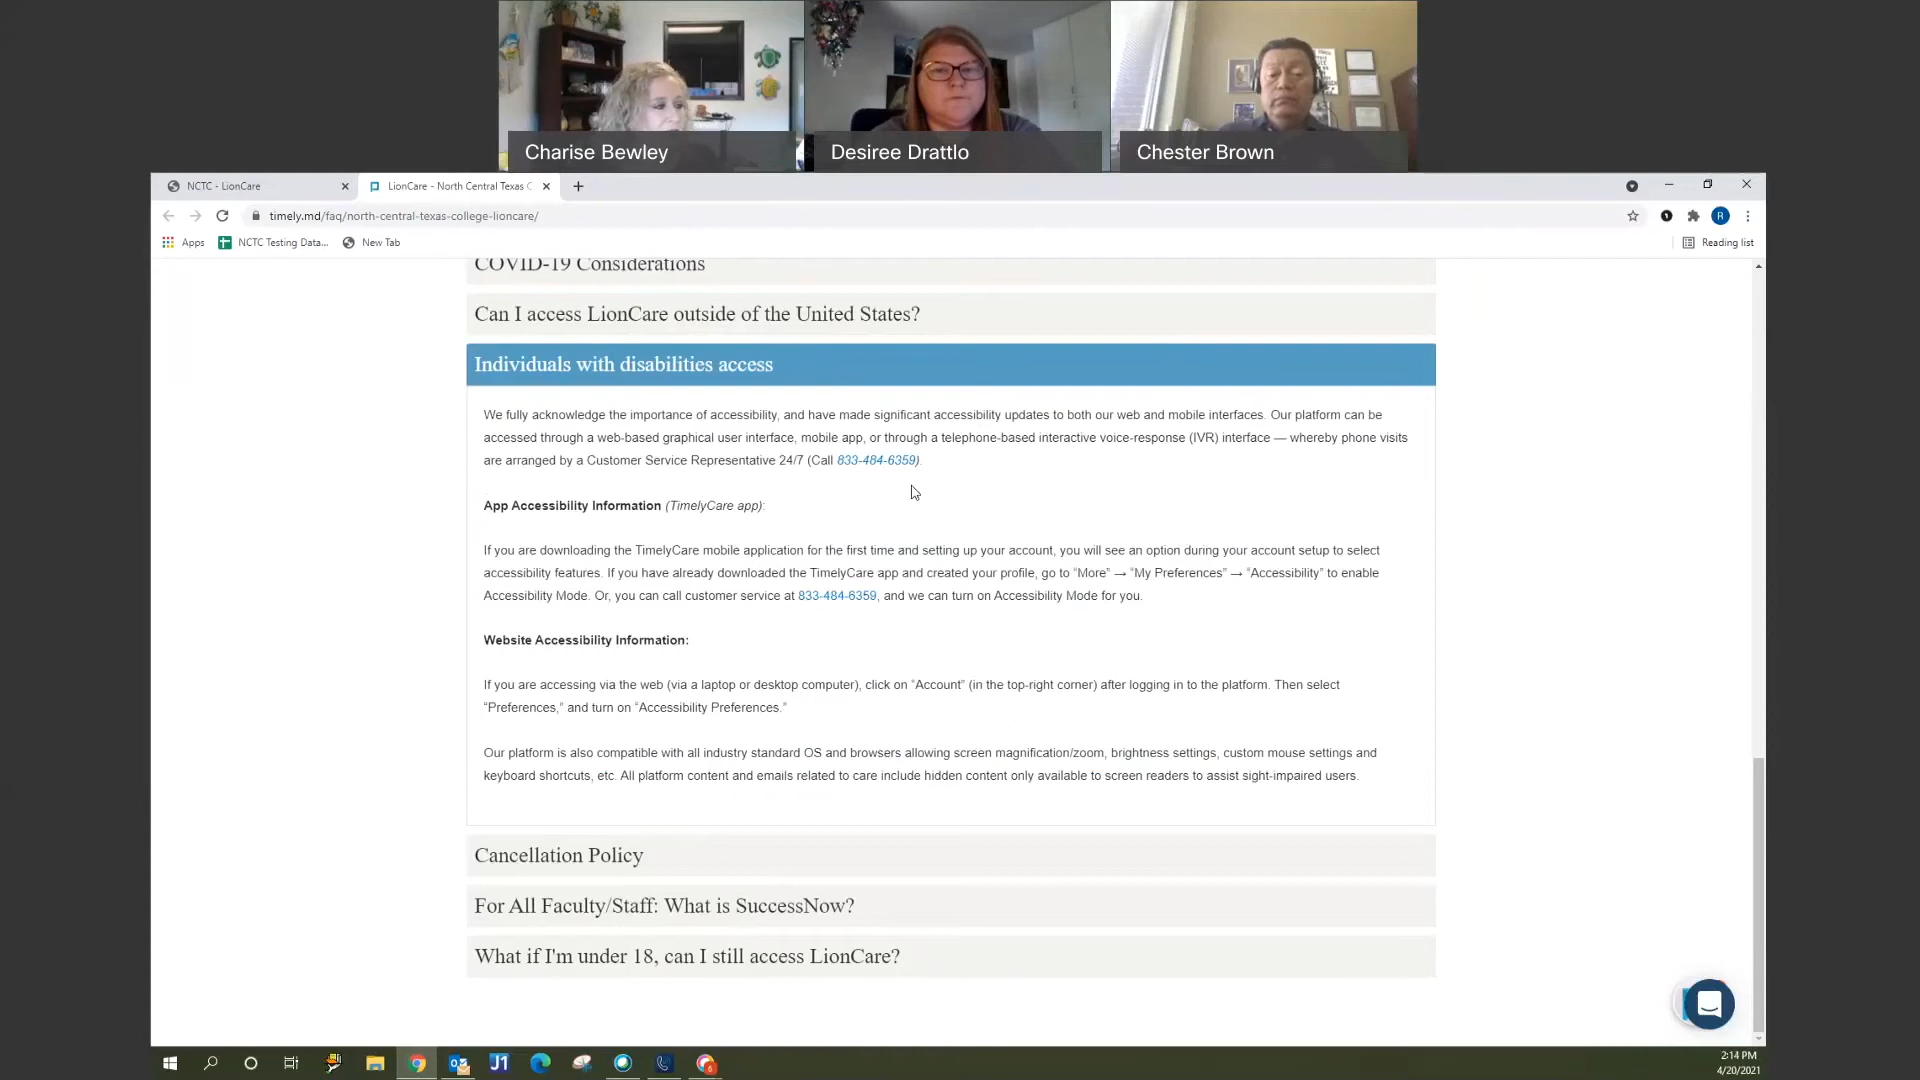 Charise Bewley
Desiree Drattlo
Chester Brown
NCTC - LionCare
LionCare - North Central Texas C
timely.md/faq/north-central-texas-college-lioncare/
R
Apps
NCTC Testing Data...
New Tab
Reading list
COVID-19 Considerations
Can I access LionCare outside of the United States?
Individuals with disabilities access
We fully acknowledge the importance of accessibility, and have made significant accessibility updates to both our web and mobile interfaces. Our platform can be
accessed through a web-based graphical user interface, mobile app, or through a telephone-based interactive voice-response (IVR) interface — whereby phone visits
are arranged by a Customer Service Representative 24/7 (Call 833-484-6359).
App Accessibility Information (TimelyCare app):
If you are downloading the TimelyCare mobile application for the first time and setting up your account, you will see an option during your account setup to select
accessibility features. If you have already downloaded the TimelyCare app and created your profile, go to “More” → “My Preferences” → “Accessibility” to enable
Accessibility Mode. Or, you can call customer service at 833-484-6359, and we can turn on Accessibility Mode for you.
Website Accessibility Information:
If you are accessing via the web (via a laptop or desktop computer), click on “Account” (in the top-right corner) after logging in to the platform. Then select
“Preferences,” and turn on “Accessibility Preferences.”
Our platform is also compatible with all industry standard OS and browsers allowing screen magnification/zoom, brightness settings, custom mouse settings and
keyboard shortcuts, etc. All platform content and emails related to care include hidden content only available to screen readers to assist sight-impaired users.
Cancellation Policy
For All Faculty/Staff: What is SuccessNow?
What if I'm under 18, can I still access LionCare?
J1
6
2:14 PM
4/20/2021